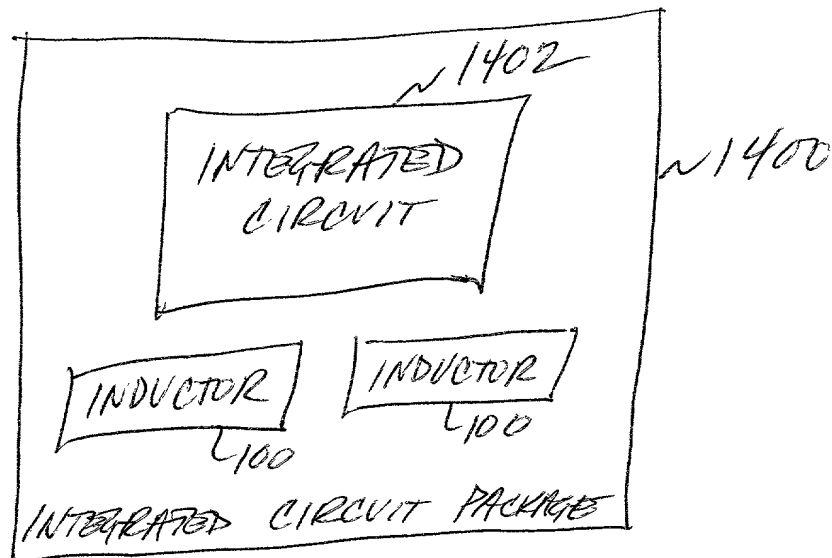 1402
INTEGRATED
CIRCUIT
1400
INDUCTOR
INDUCTOR
100
100
INTEGRATED CIRCUIT PACKAGE